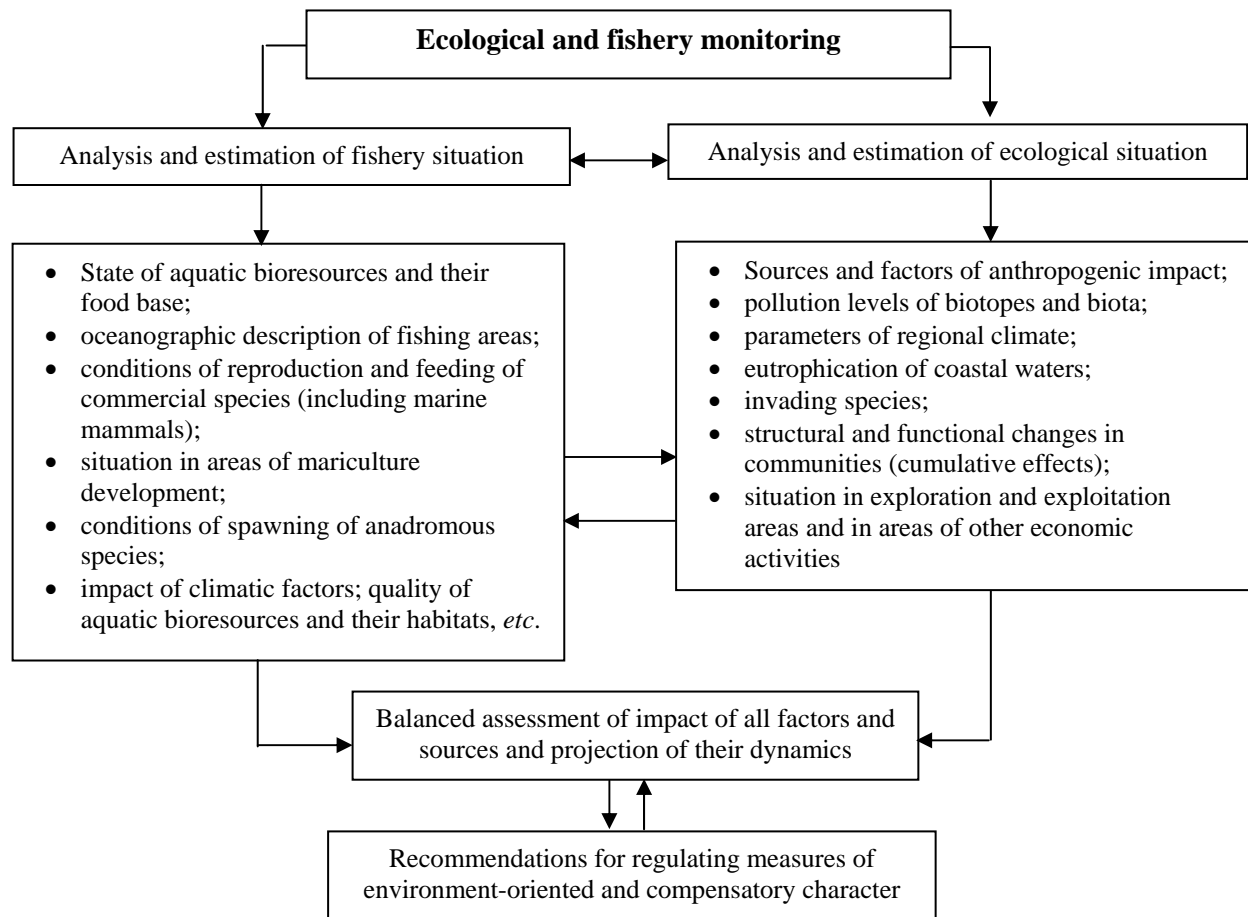 Ecological and fishery monitoring
Analysis and estimation of fishery situation
Analysis and estimation of ecological situation
• State of aquatic bioresources and their
food base;
• oceanographic description of fishing areas;
• conditions of reproduction and feeding of
commercial species (including marine
mammals);
• situation in areas of mariculture
development;
• conditions of spawning of anadromous
species;
• impact of climatic factors; quality of
aquatic bioresources and their habitats, etc.
• Sources and factors of anthropogenic impact;
• pollution levels of biotopes and biota;
• parameters of regional climate;
• eutrophication of coastal waters;
• invading species;
• structural and functional changes in
communities (cumulative effects);
• situation in exploration and exploitation
areas and in areas of other economic
activities
Balanced assessment of impact of all factors and
sources and projection of their dynamics
Recommendations for regulating measures of
environment-oriented and compensatory character